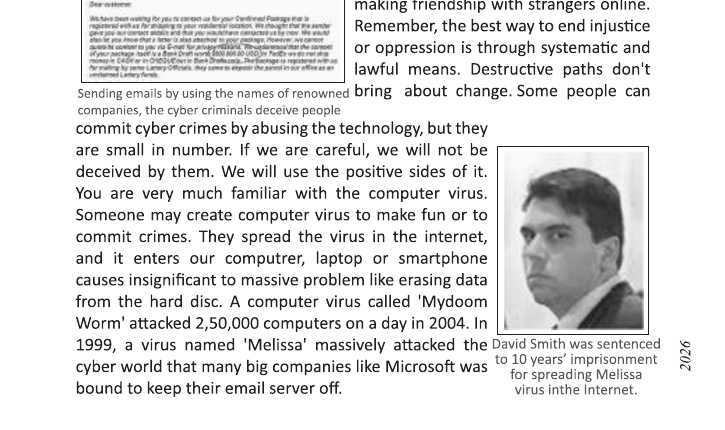 Dear customer:
making friendship with strangers online.
Remember, the best way to end injustice
or oppression is through systematic and
lawful means. Destructive paths don't
bring about change. Some people can
Sending emails by using the names of renowned
companies, the cyber criminals deceive people
commit cyber crimes by abusing the technology, but they
are small in number. If we are careful, we will not be
deceived by them. We will use the positive sides of it.
You are very much familiar with the computer virus.
Someone may create computer virus to make fun or to
commit crimes. They spread the virus in the internet,
and it enters our computrer, laptop or smartphone
causes insignificant to massive problem like erasing data
from the hard disc. A computer virus called 'Mydoom
Worm' attacked 2,50,000 computers on a day in 2004. In
1999, a virus named 'Melissa' massively attacked the
cyber world that many big companies like Microsoft was
bound to keep their email server off.
David Smith was sentenced
to 10 years’ imprisonment
for spreading Melissa
virus inthe Internet.
2026